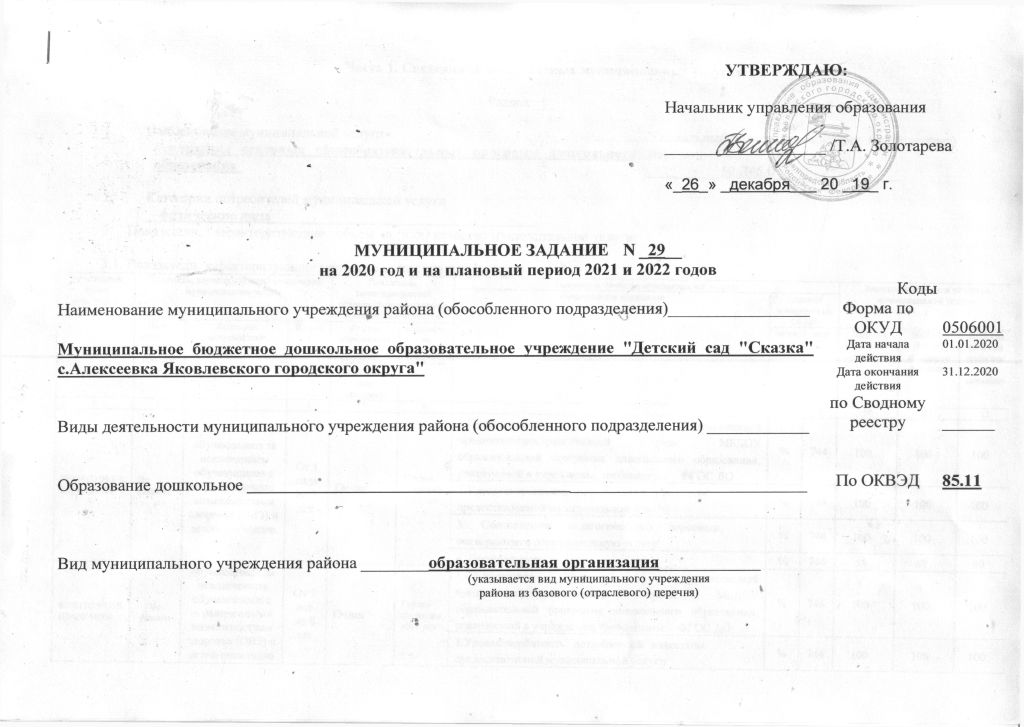 УТВЕРЖДАЮ:
Начальник управления образования
/Т.А. Золотарева
« 26 » декабря 20 19 г.
МУНИЦИПАЛЬНОЕ ЗАДАНИЕ N 29
на 2020 год и на плановый период 2021 и 2022 годов
Коды
Наименование муниципального учреждения района (обособленного подразделения)
Форма по ОКУД 0506001
Муниципальное бюджетное дошкольное образовательное учреждение "Детский сад "Сказка"
с.Алексеевка Яковлевского городского округа"
Дата начала действия 01.01.2020
Дата окончания действия 31.12.2020
по Сводному реестру
Виды деятельности муниципального учреждения района (обособленного подразделения)
Образование дошкольное
По ОКВЭД 85.11
Вид муниципального учреждения района образовательная организация
(указывается вид муниципального учреждения
района из базового (отраслевого) перечня)